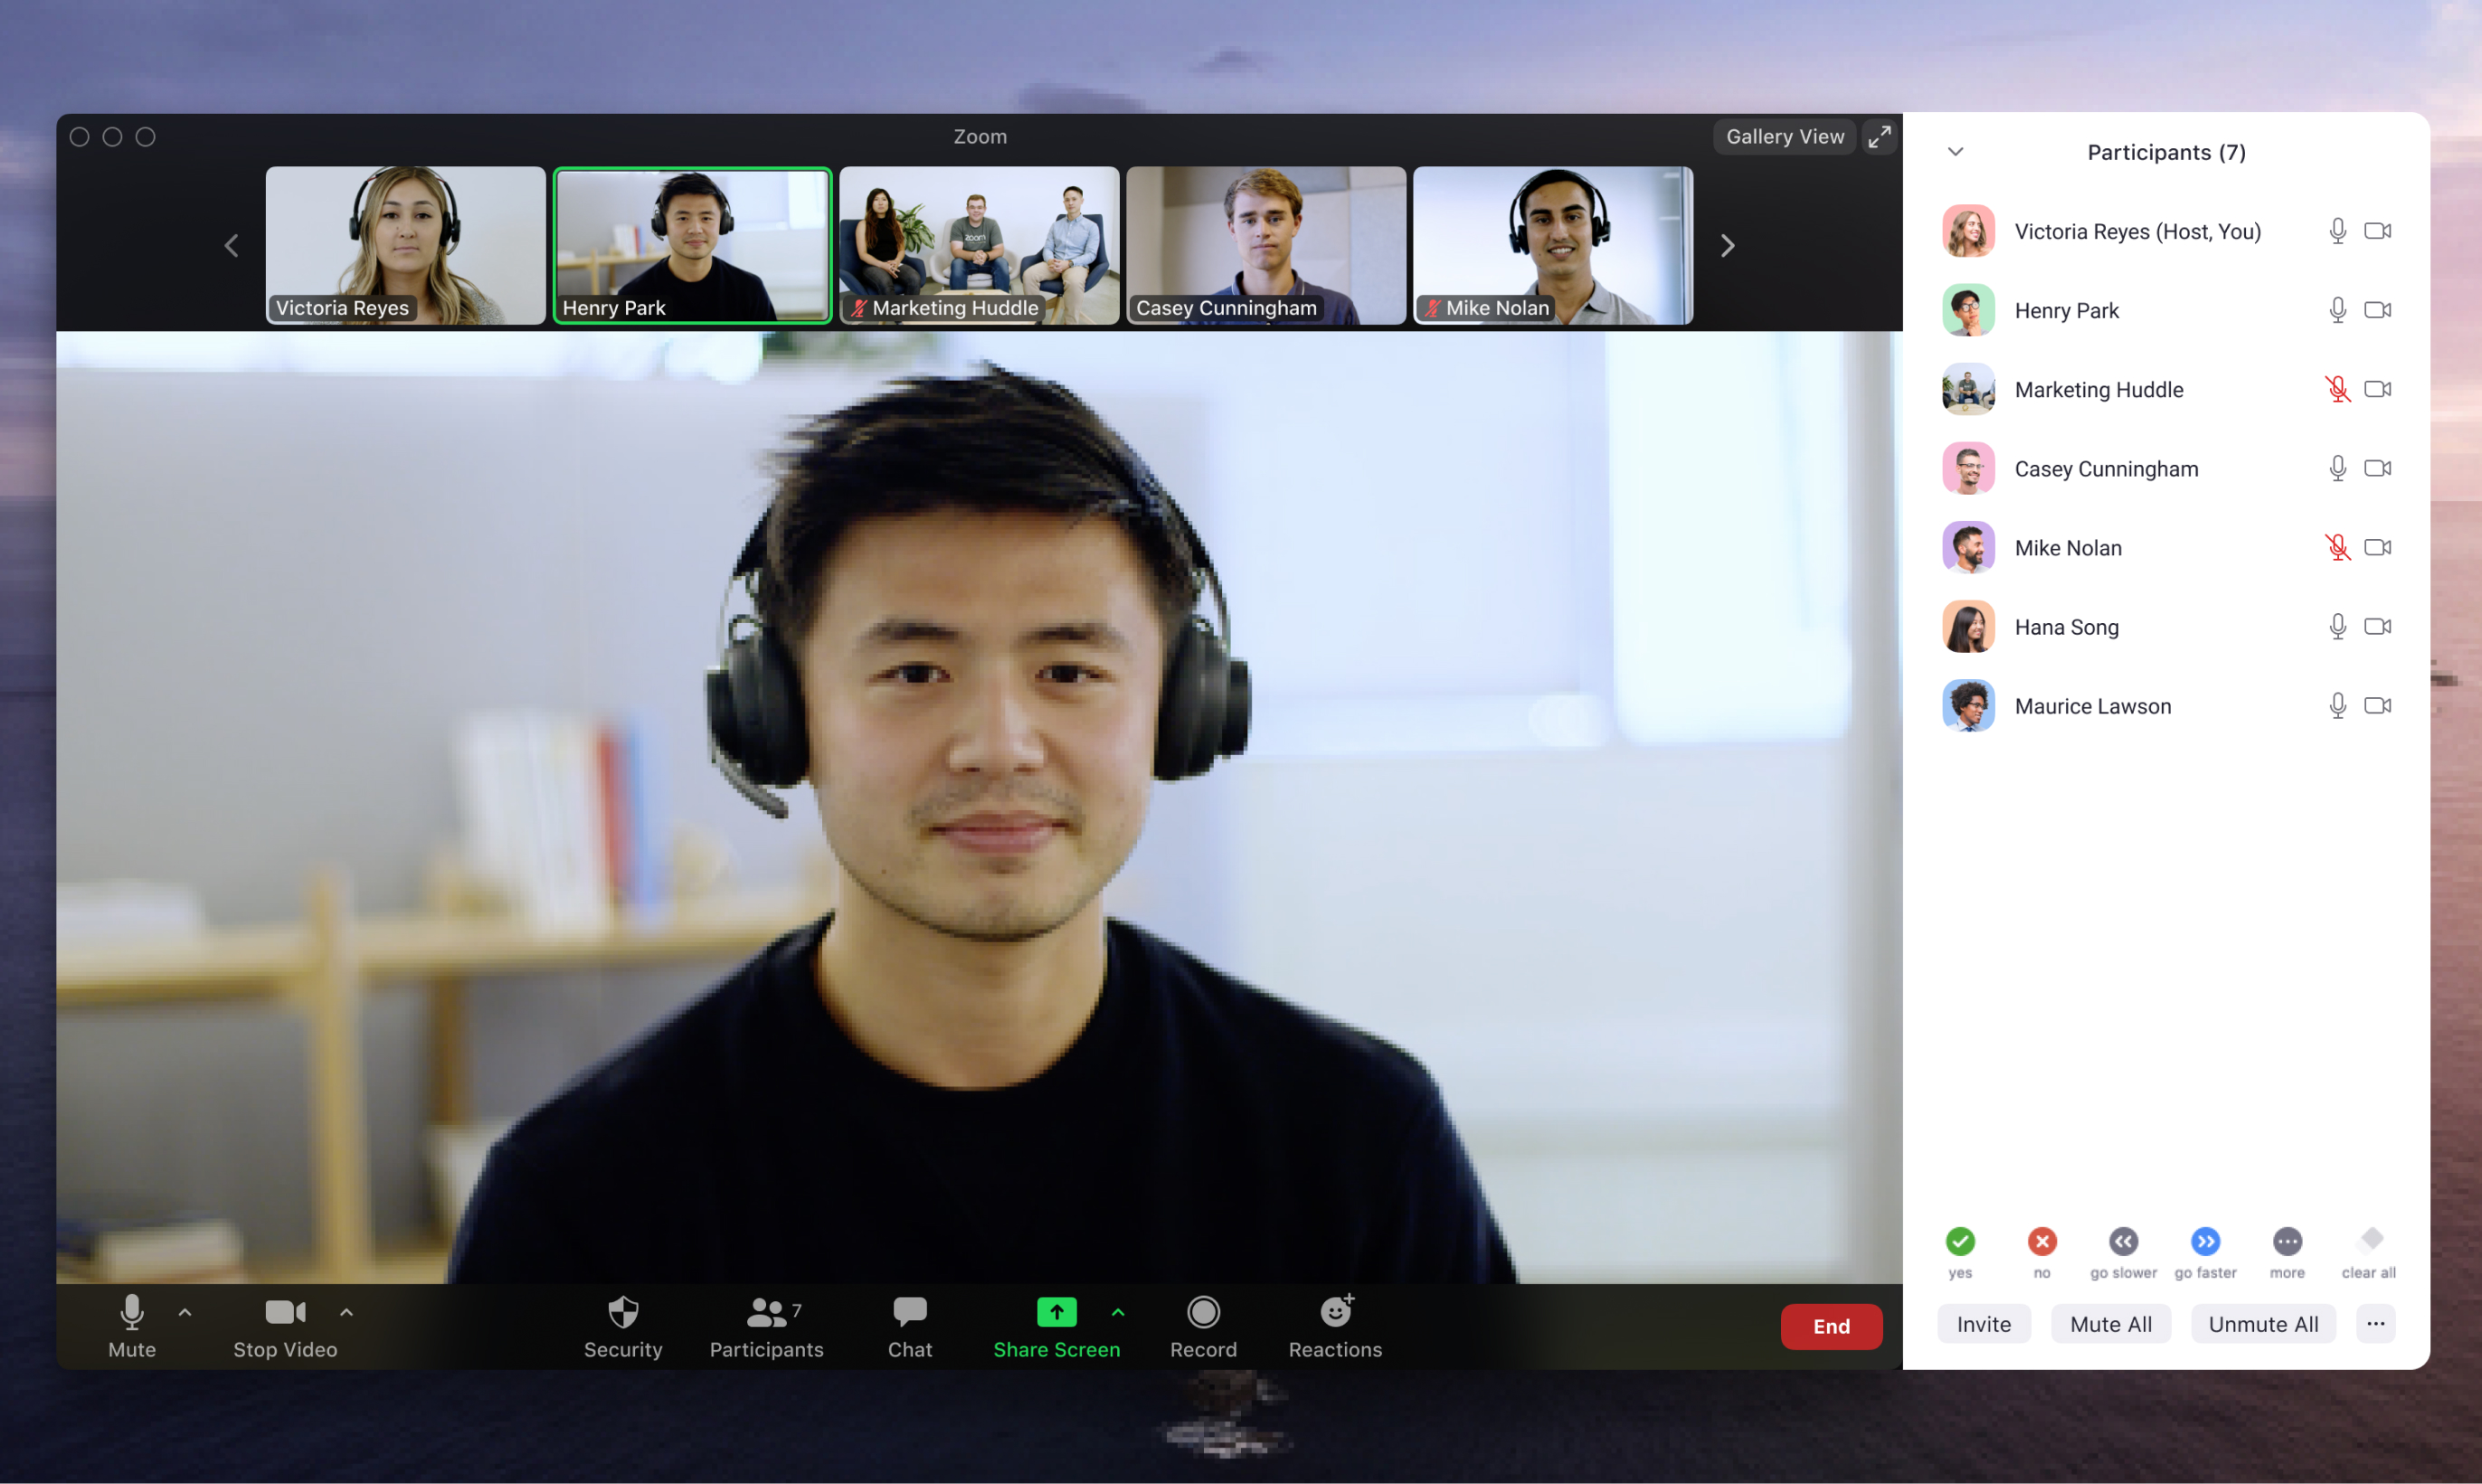 Zoom
Gallery View
Victoria Reyes
Henry Park
zoom
Marketing Huddle
Casey Cunningham
Mike Nolan
Mute
Stop Video
Security
7
Participants
Chat
Share Screen
Record
Reactions
End
Participants (7)
Victoria Reyes (Host, You)
Henry Park
Marketing Huddle
Casey Cunningham
Mike Nolan
Hana Song
Maurice Lawson
yes
no
go slower
go faster
more
clear all
Invite
Mute All
Unmute All